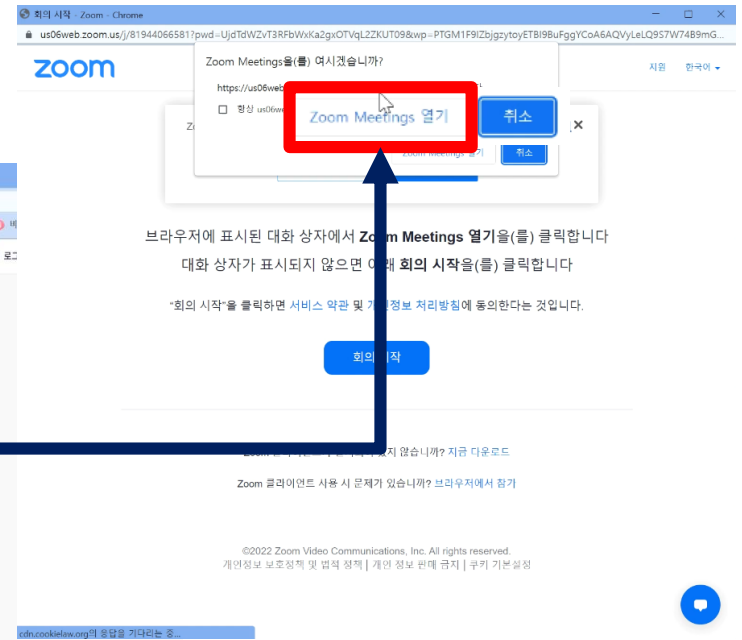 회의 시작 - Zoom - Chrome
us06web.zoom.us/j/81944066581?pwd=UjdTdWZvT3RFbWxKa2gxOTVqL2ZKUT09&wp=PTGM1F9IZbjgzytoyETBI9BuFggYCoA6AQVyLeLQ9S7W74B9mG...
zoom
지원 한국어
Zoom Meetings을(를) 여시겠습니까?
https://us06web
항상 us06we
Zoom Meetings 열기 취소
Zoom Meetings 열기 취소
브라우저에 표시된 대화 상자에서 Zoom Meetings 열기을(를) 클릭합니다
대화 상자가 표시되지 않으면 아래 회의 시작을(를) 클릭합니다
"회의 시작"을 클릭하면 서비스 약관 및 개인정보 처리방침에 동의한다는 것입니다.
회의 시작
있지 않습니까? 지금 다운로드
Zoom 클라이언트 사용 시 문제가 있습니까? 브라우저에서 참가
©2022 Zoom Video Communications, Inc. All rights reserved.
개인정보 보호정책 및 법적 정책 | 개인 정보 판매 금지 | 쿠키 기본설정
cdn.cookielaw.org의 응답을 기다리는 중...